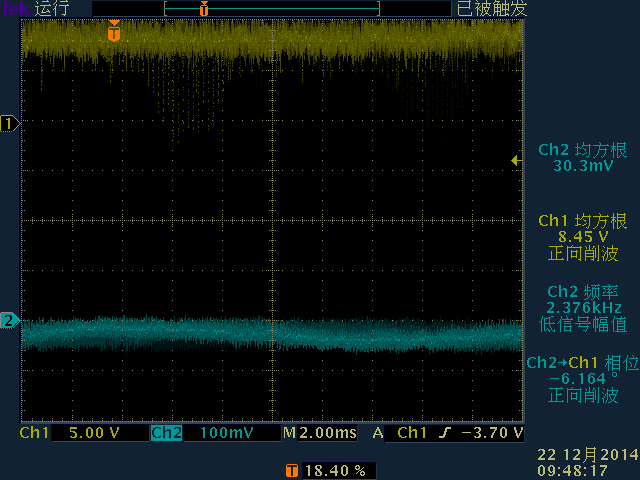 Tek 运行
已被触发
T
T
1
2
Ch2 均方根
30.3mV
Ch1 均方根
8.45 V
正向削波
Ch2 频率
2.376kHz
低信号幅值
Ch2→Ch1 相位
−6.164 °
正向削波
Ch1 5.00 V Ch2 100mV M 2.00ms A Ch1 −3.70 V
T 18.40 %
22 12月 2014
09:48:17